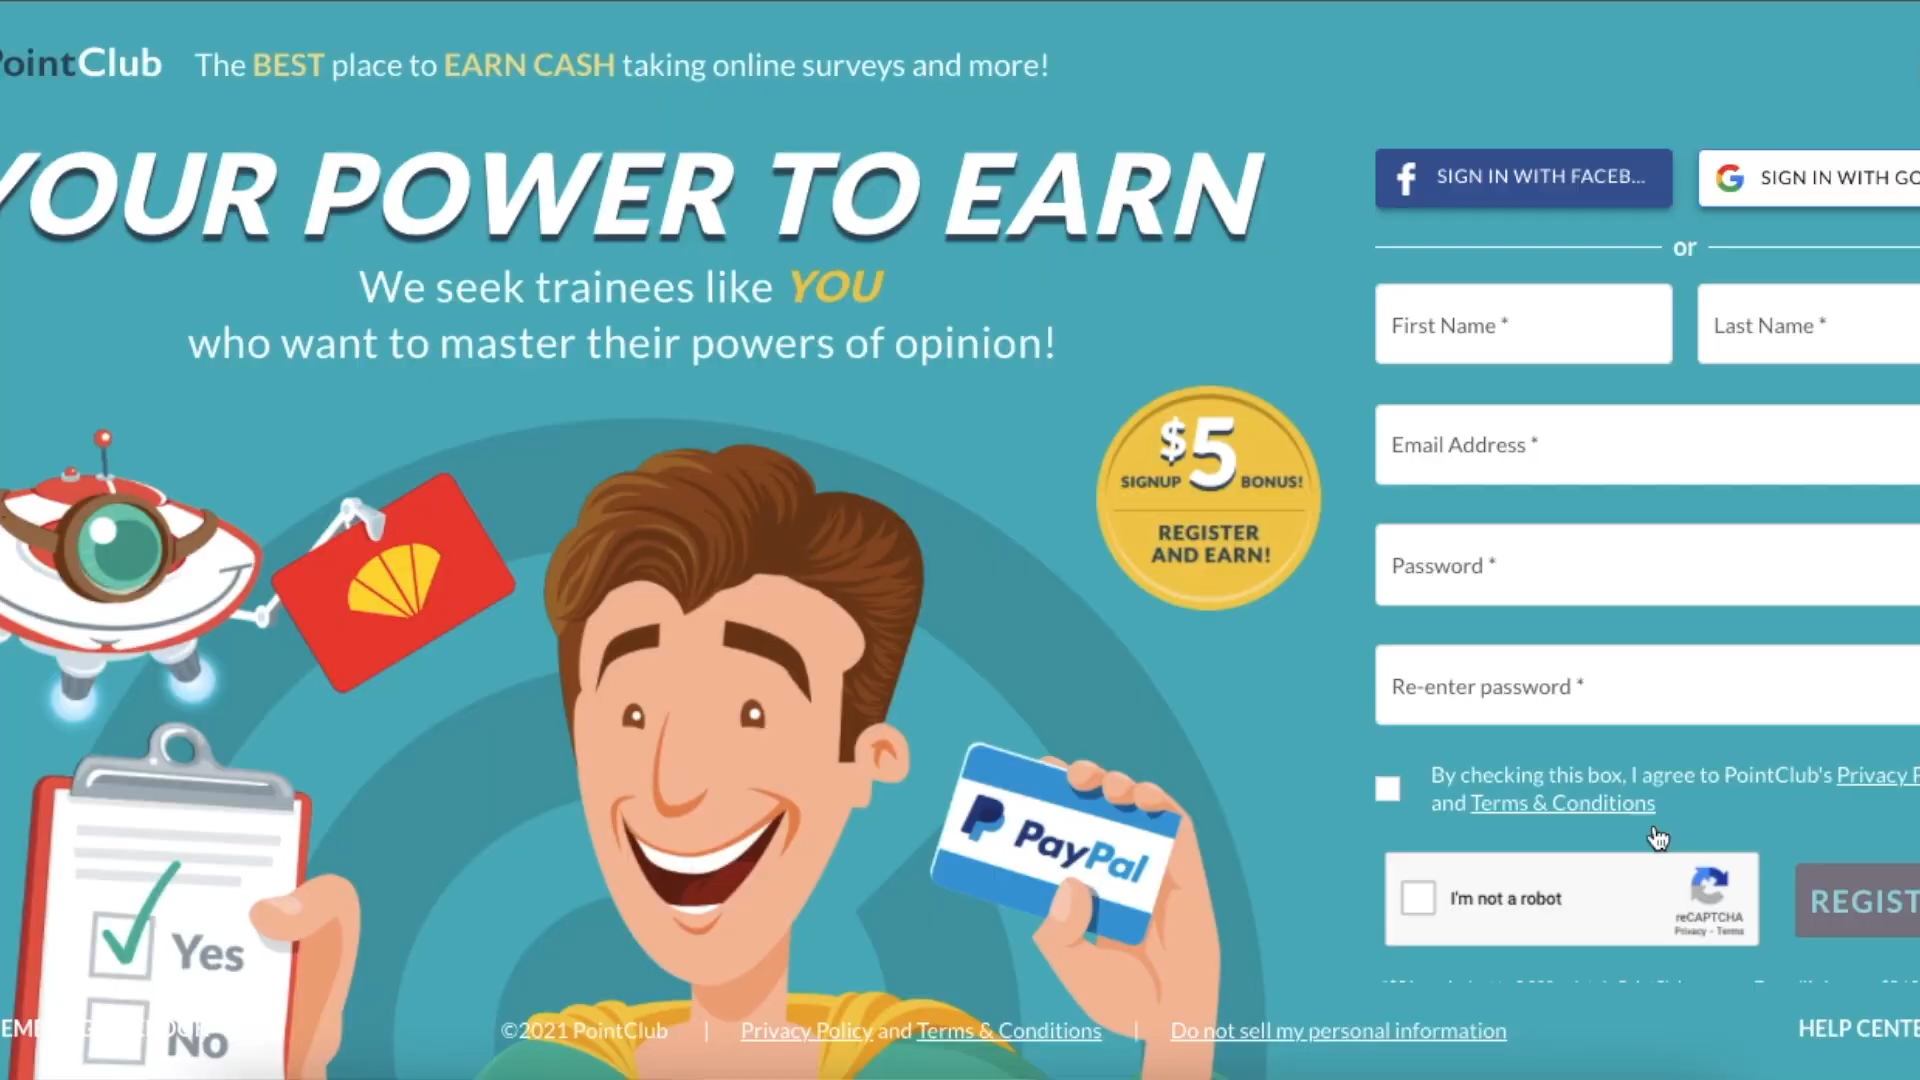 PointClub
The BEST place to EARN CASH taking online surveys and more!
YOUR POWER TO EARN
We seek trainees like YOU
who want to master their powers of opinion!
SIGN IN WITH FACEB...
SIGN IN WITH GO
or
First Name *
Last Name *
Email Address *
Password *
Re-enter password *
$5
SIGNUP BONUS!
REGISTER
AND EARN!
PayPal
Yes
No
By checking this box, I agree to PointClub's Privacy P
and Terms & Conditions
I'm not a robot
reCAPTCHA
Privacy - Terms
REGIST
©2021 PointClub | Privacy Policy and Terms & Conditions | Do not sell my personal information
HELP CENTE